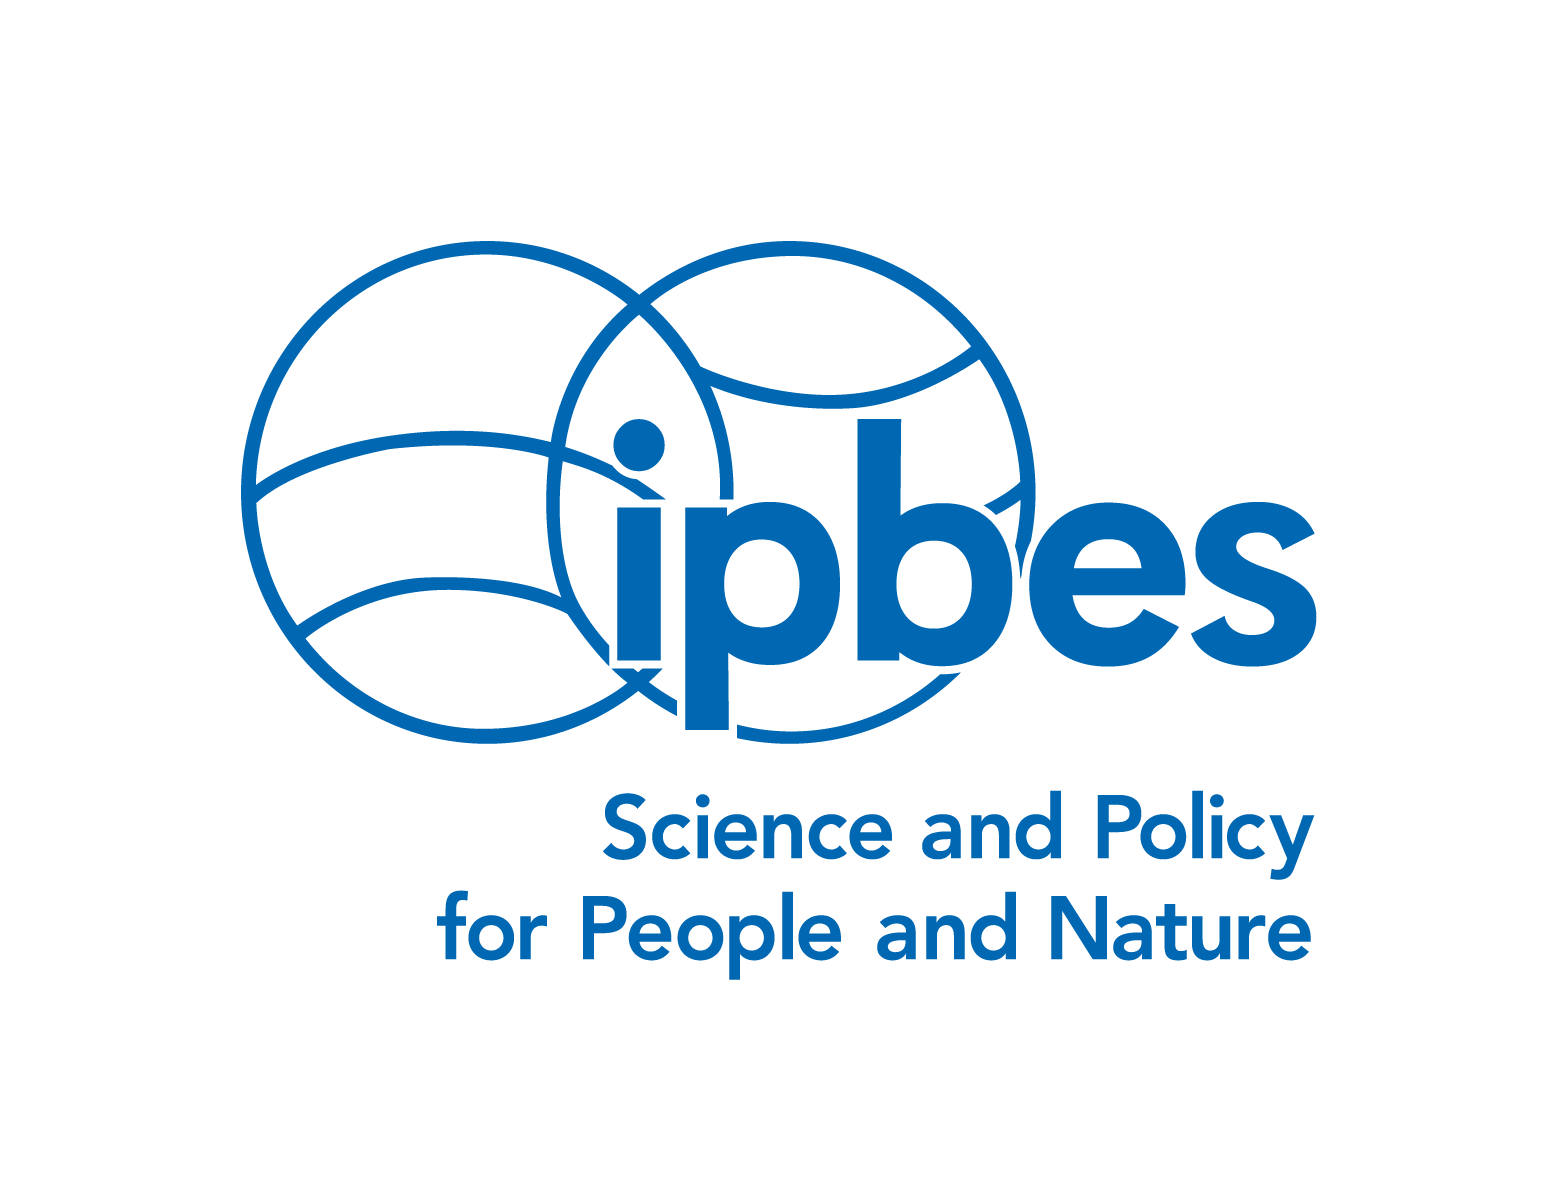 ipbes
Science and Policy
for People and Nature